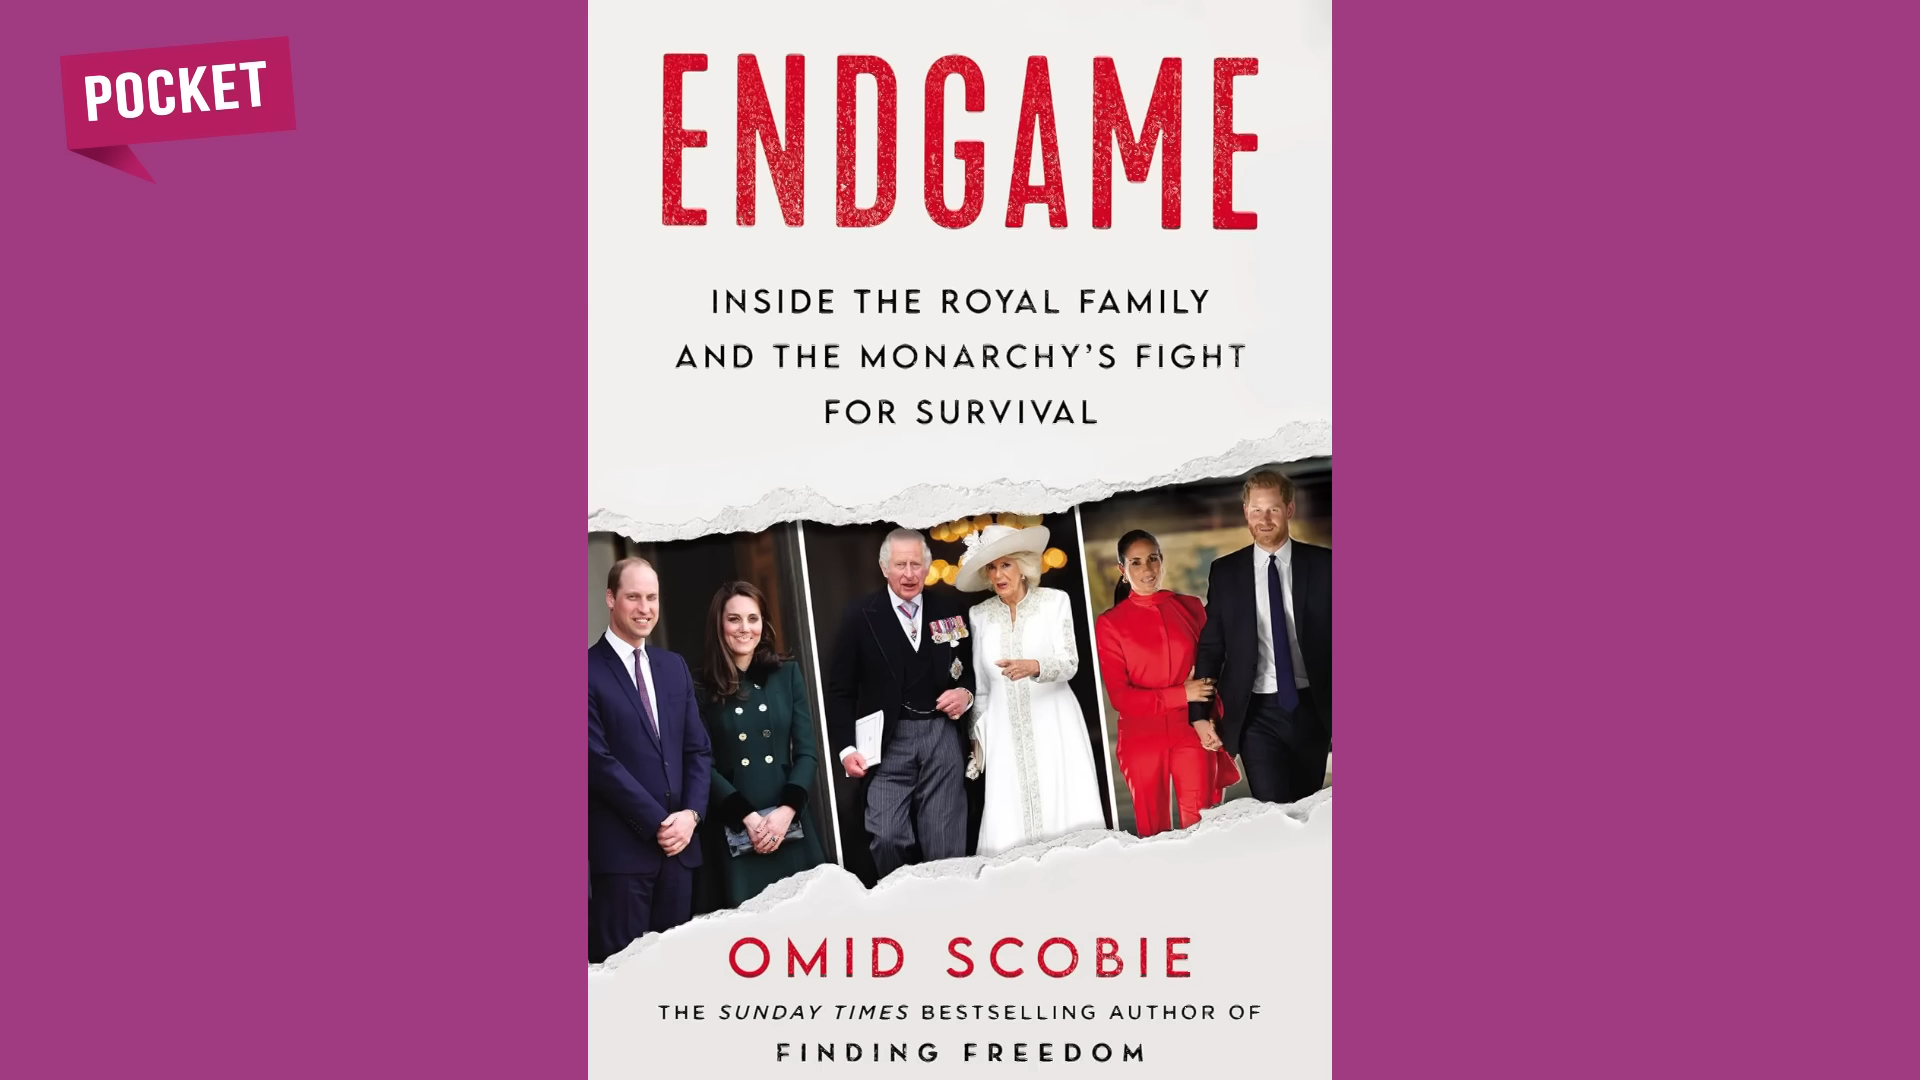 POCKET
ENDGAME
INSIDE THE ROYAL FAMILY
AND THE MONARCHY’S FIGHT
FOR SURVIVAL
OMID SCOBIE
THE SUNDAY TIMES BESTSELLING AUTHOR OF
FINDING FREEDOM